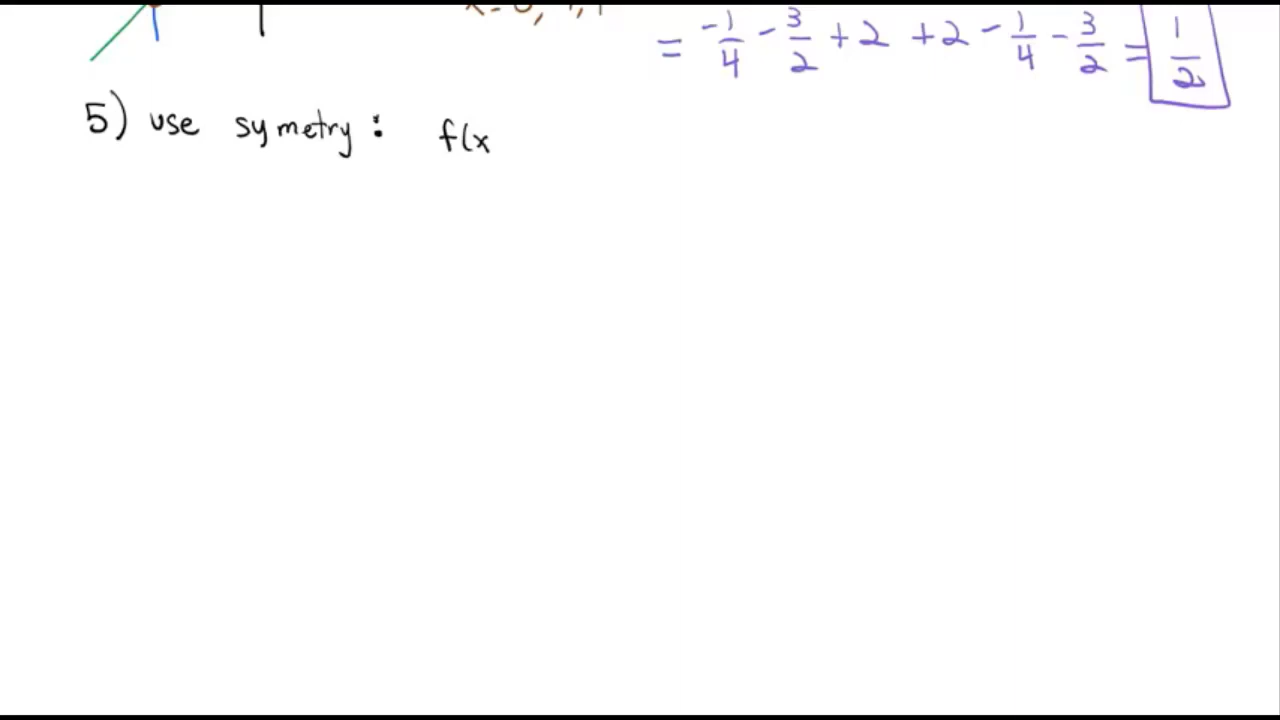 = -1/4 - 3/2 + 2 + 2 - 1/4 - 3/2 = 1/2
5) use symetry : f(x